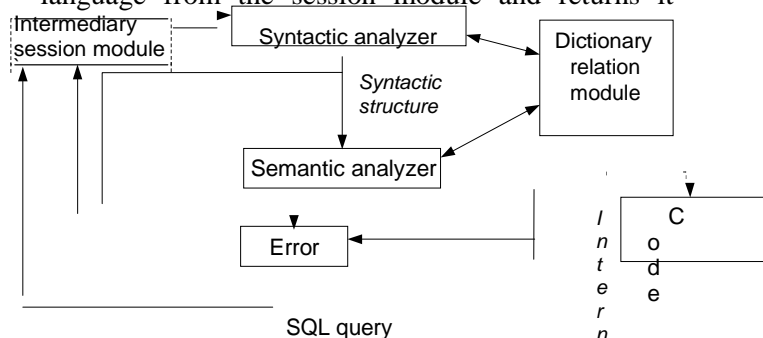 language from the session module and returns it
Intermediary
session module
Syntactic analyzer
Dictionary
relation
module
Syntactic
structure
Semantic analyzer
Error
I
n
t
e
r
n
C
o
d
e
SQL query